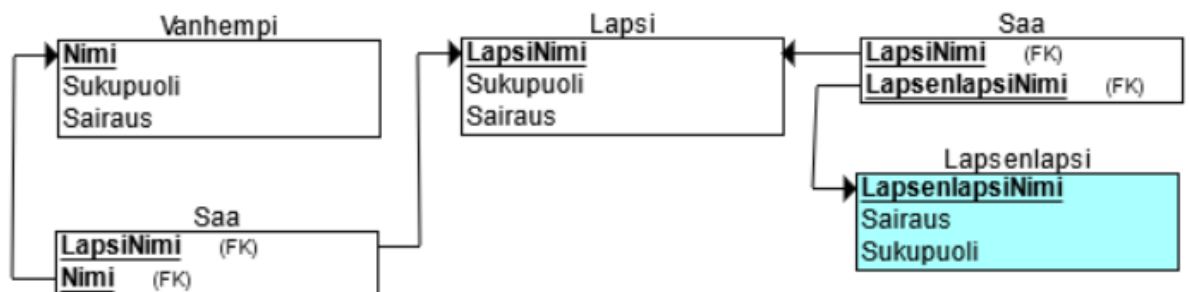 Vanhempi
Nimi
Sukupuoli
Sairaus
Lapsi
LapsiNimi
Sukupuoli
Sairaus
Saa
LapsiNimi (FK)
LapsenlapsiNimi (FK)
Lapsenlapsi
LapsenlapsiNimi
Sairaus
Sukupuoli
Saa
LapsiNimi (FK)
Nimi (FK)